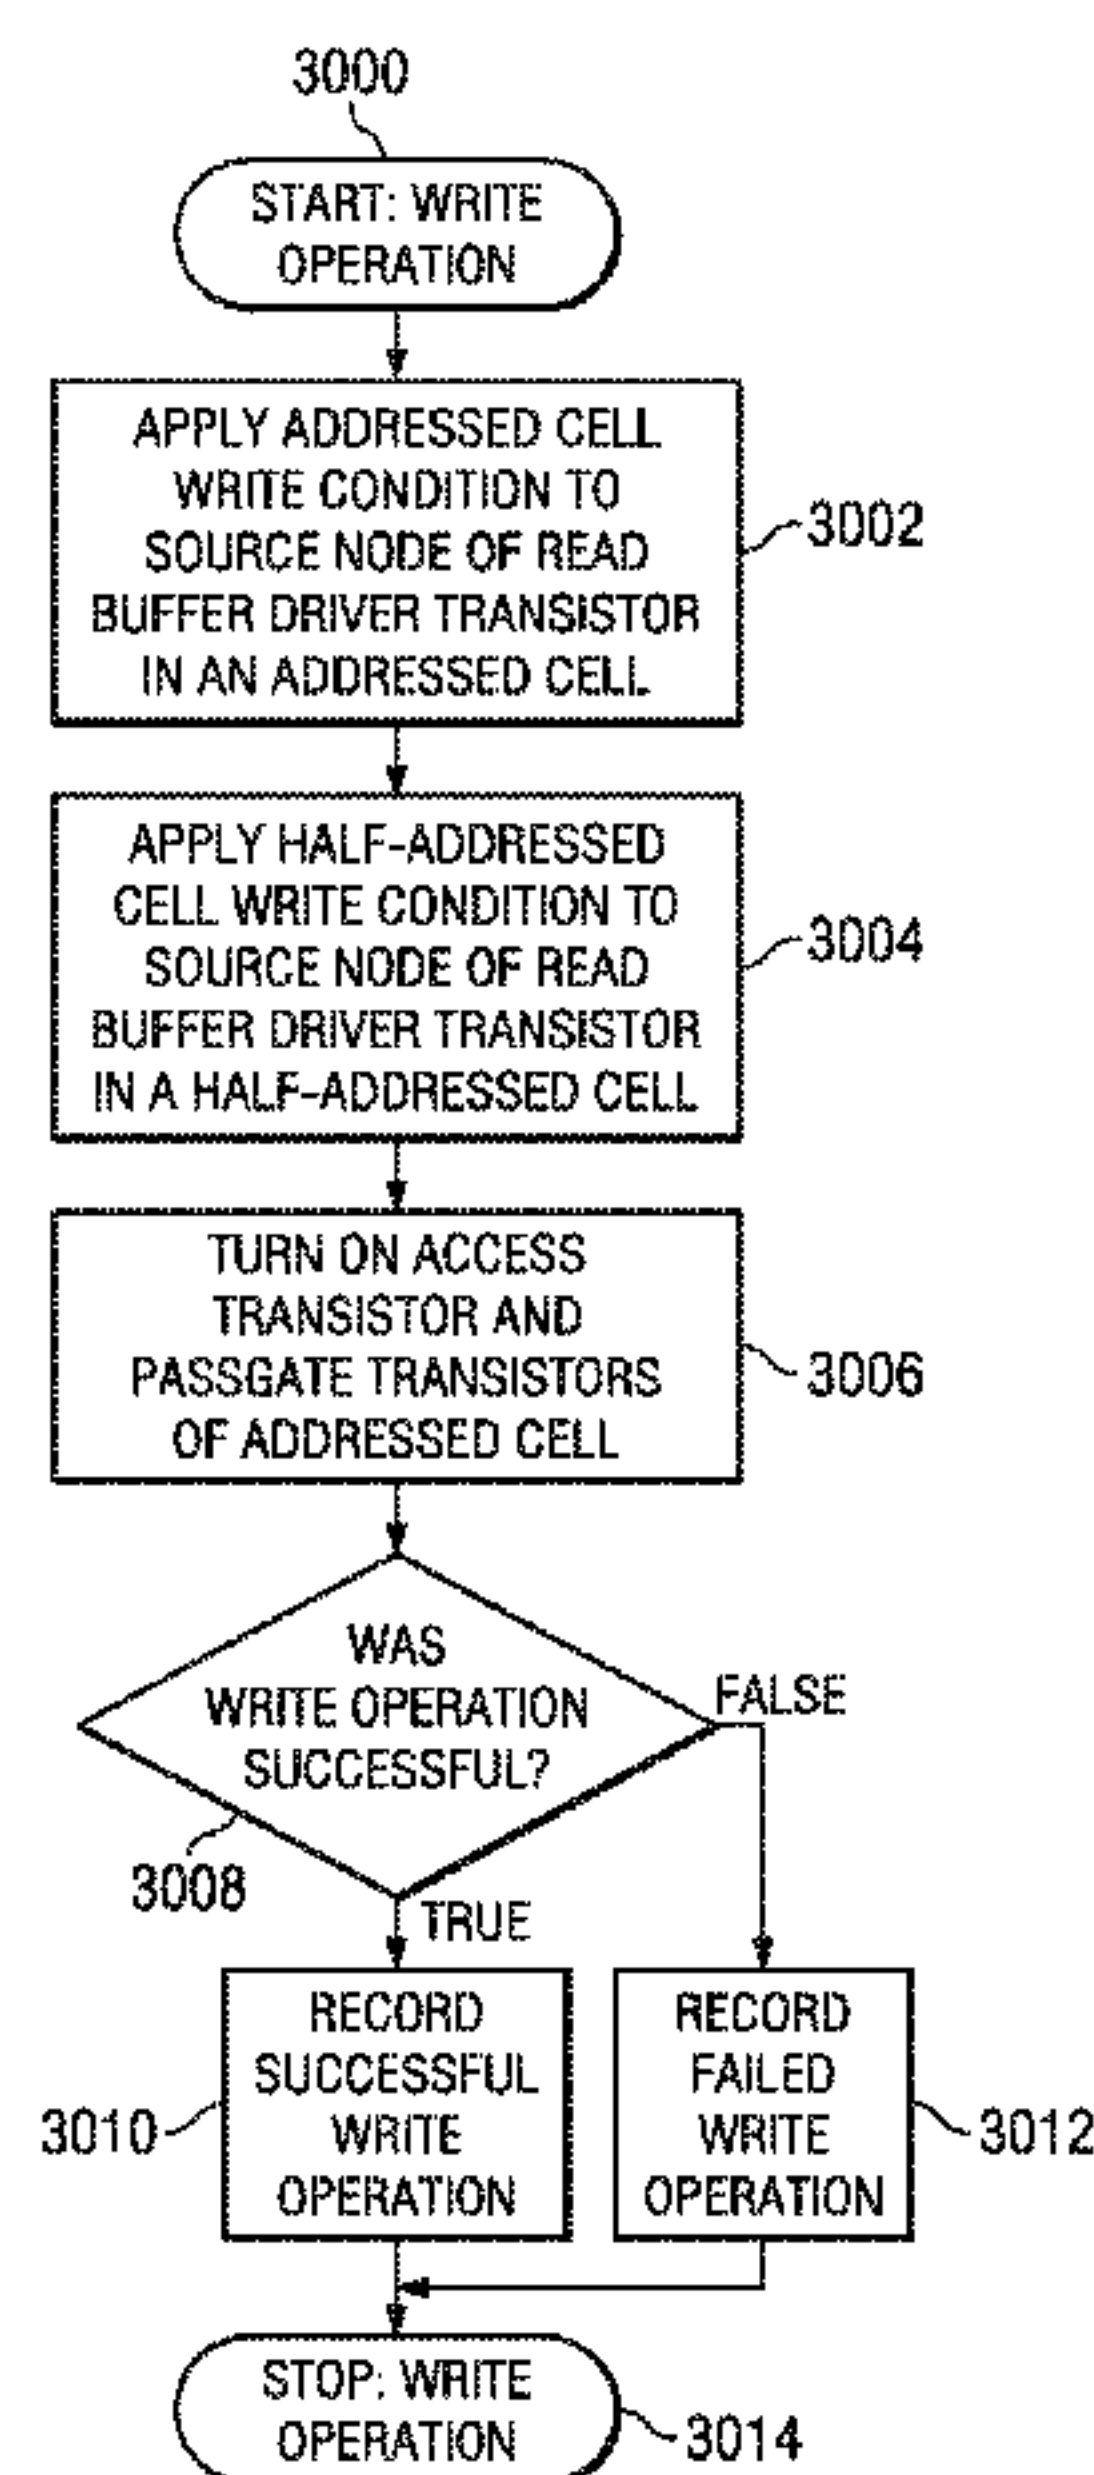 3000
START: WRITE
OPERATION
APPLY ADDRESSED CELL
WRITE CONDITION TO
SOURCE NODE OF READ
BUFFER DRIVER TRANSISTOR
IN AN ADDRESSED CELL
3002
APPLY HALF-ADDRESSED
CELL WRITE CONDITION TO
SOURCE NODE OF READ
BUFFER DRIVER TRANSISTOR
IN A HALF-ADDRESSED CELL
3004
TURN ON ACCESS
TRANSISTOR AND
PASSGATE TRANSISTORS
OF ADDRESSED CELL
3006
WAS
WRITE OPERATION
SUCCESSFUL?
FALSE
3008
TRUE
RECORD
SUCCESSFUL
WRITE
OPERATION
3010
RECORD
FAILED
WRITE
OPERATION
3012
STOP: WRITE
OPERATION
3014